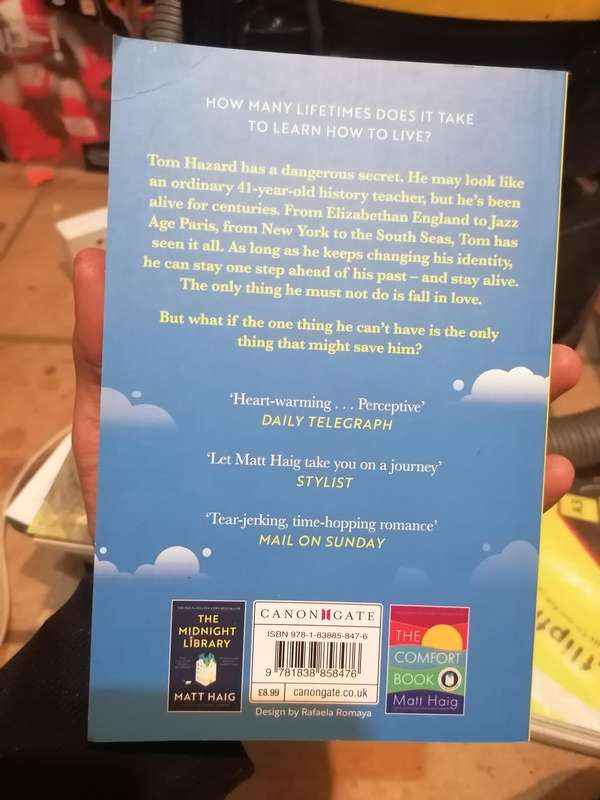 HOW MANY LIFETIMES DOES IT TAKE
TO LEARN HOW TO LIVE?
Tom Hazard has a dangerous secret. He may look like
an ordinary 41-year-old history teacher, but he's been
alive for centuries. From Elizabethan England to Jazz
Age Paris, from New York to the South Seas, Tom has
seen it all. As long as he keeps changing his identity,
he can stay one step ahead of his past – and stay alive.
The only thing he must not do is fall in love.
But what if the one thing he can't have is the only
thing that might save him?
'Heart-warming . . . Perceptive'
DAILY TELEGRAPH
'Let Matt Haig take you on a journey'
STYLIST
'Tear-jerking, time-hopping romance'
MAIL ON SUNDAY
THE
MIDNIGHT
LIBRARY
MATT HAIG
CANONGATE
ISBN 978-1-83885-847-6
9 781838 858476
£8.99
canongate.co.uk
Design by Rafaela Romaya
THE
COMFORT
BOOK
Matt Haig
flipf